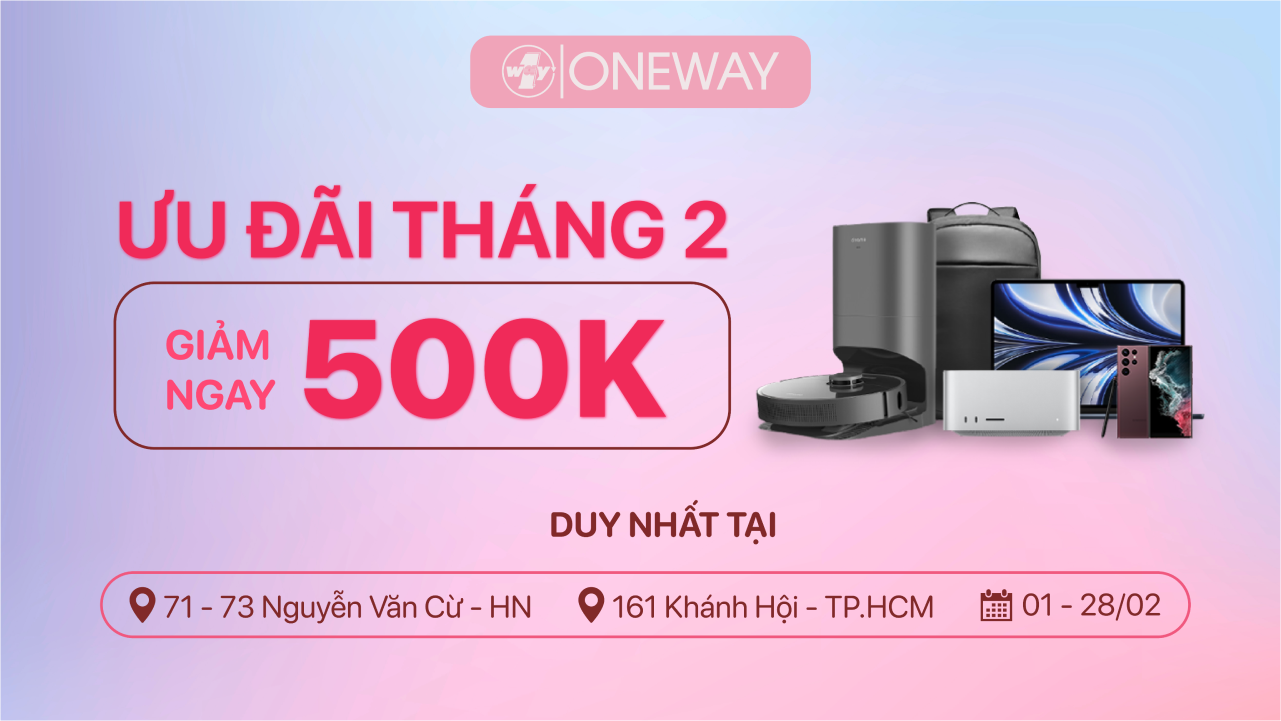 way
ONEWAY
ƯU ĐÃI THÁNG 2
GIẢM
NGAY
500K
DUY NHẤT TẠI
71 - 73 Nguyễn Văn Cừ - HN
161 Khánh Hội - TP.HCM
01 - 28/02